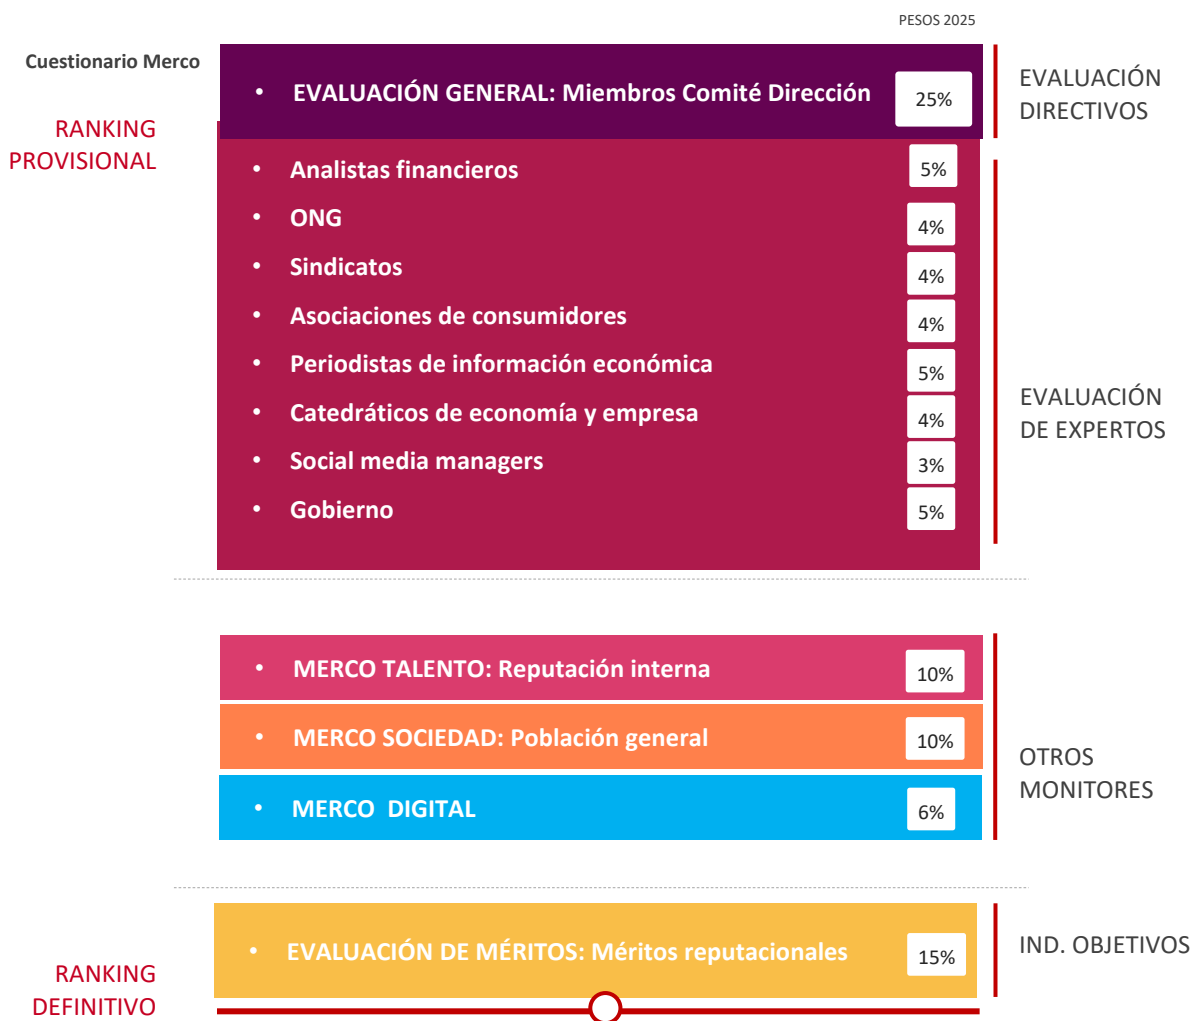 PESOS 2025
Cuestionario Merco
• EVALUACIÓN GENERAL: Miembros Comité Dirección 25%
EVALUACIÓN
DIRECTIVOS
RANKING
PROVISIONAL
• Analistas financieros 5%
• ONG 4%
• Sindicatos 4%
• Asociaciones de consumidores 4%
• Periodistas de información económica 5%
• Catedráticos de economía y empresa 4%
• Social media managers 3%
• Gobierno 5%
EVALUACIÓN
DE EXPERTOS
• MERCO TALENTO: Reputación interna 10%
• MERCO SOCIEDAD: Población general 10%
• MERCO DIGITAL 6%
OTROS
MONITORES
• EVALUACIÓN DE MÉRITOS: Méritos reputacionales 15%
IND. OBJETIVOS
RANKING
DEFINITIVO